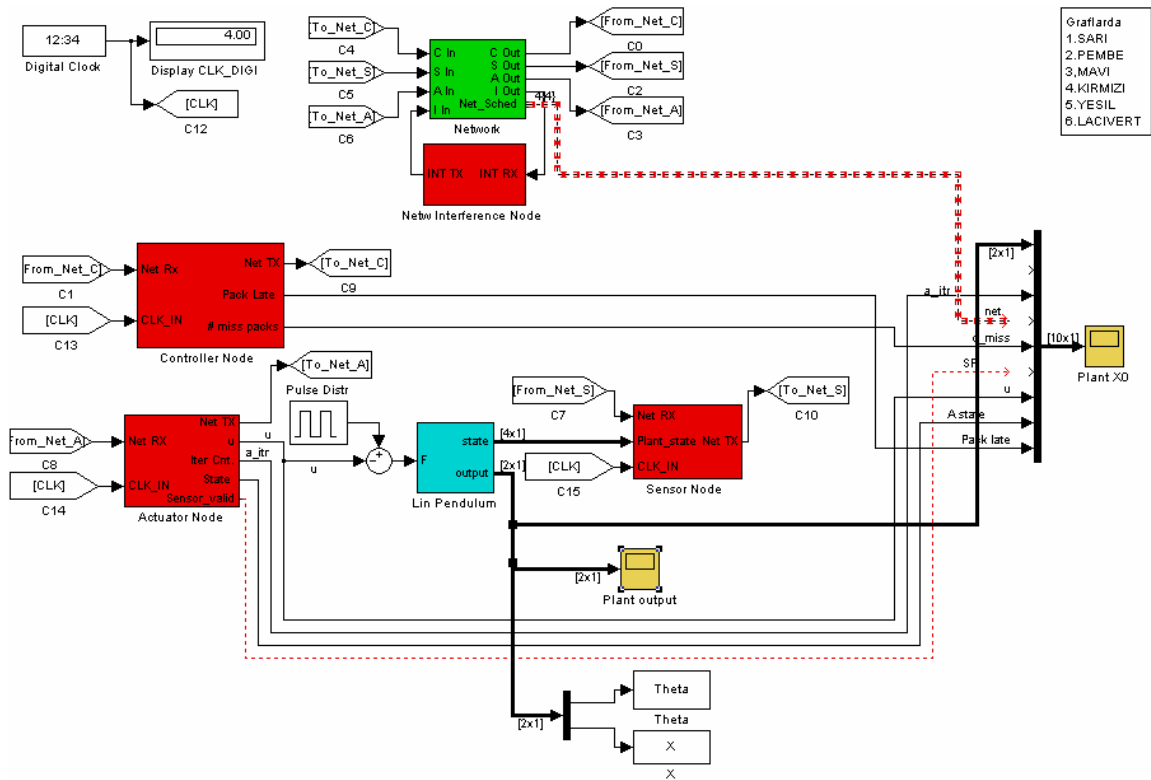 12:34
Digital Clock
4.00
Display CLK_DIGI
[CLK]
C12
[To_Net_C]
C4
[To_Net_S]
C5
[To_Net_A]
C6
C In
S In
A In
I In
C Out
S Out
A Out
I Out
Net_Sched
Network
[From_Net_C]
C0
[From_Net_S]
C2
[From_Net_A]
C3
INT TX
INT RX
Netw Interference Node
Graflarda
1.SARI
2.PEMBE
3,MAVI
4.KIRMIZI
5.YESIL
6.LACIVERT
From_Net_C]
C1
[CLK]
C13
Net Rx
CLK_IN
Net TX
Pack Late
# miss packs
Controller Node
[To_Net_C]
C9
[To_Net_A]
C7
From_Net_A]
C8
[CLK]
C14
Net RX
CLK_IN
Net TX
u
Iter Cnt.
State
Sensor_valid
Actuator Node
u
a_itr
Pulse Distr
u
F
state
output
Lin Pendulum
[4x1]
[2x1]
[From_Net_S]
C7
[CLK]
C15
Net RX
Plant_state
CLK_IN
Net TX
Sensor Node
[To_Net_S]
C10
[2x1]
a_itr
net.
c_miss
SF
u
A state
Pack late
[10x1]
Plant X0
[2x1]
Plant output
[2x1]
Theta
Theta
X
X